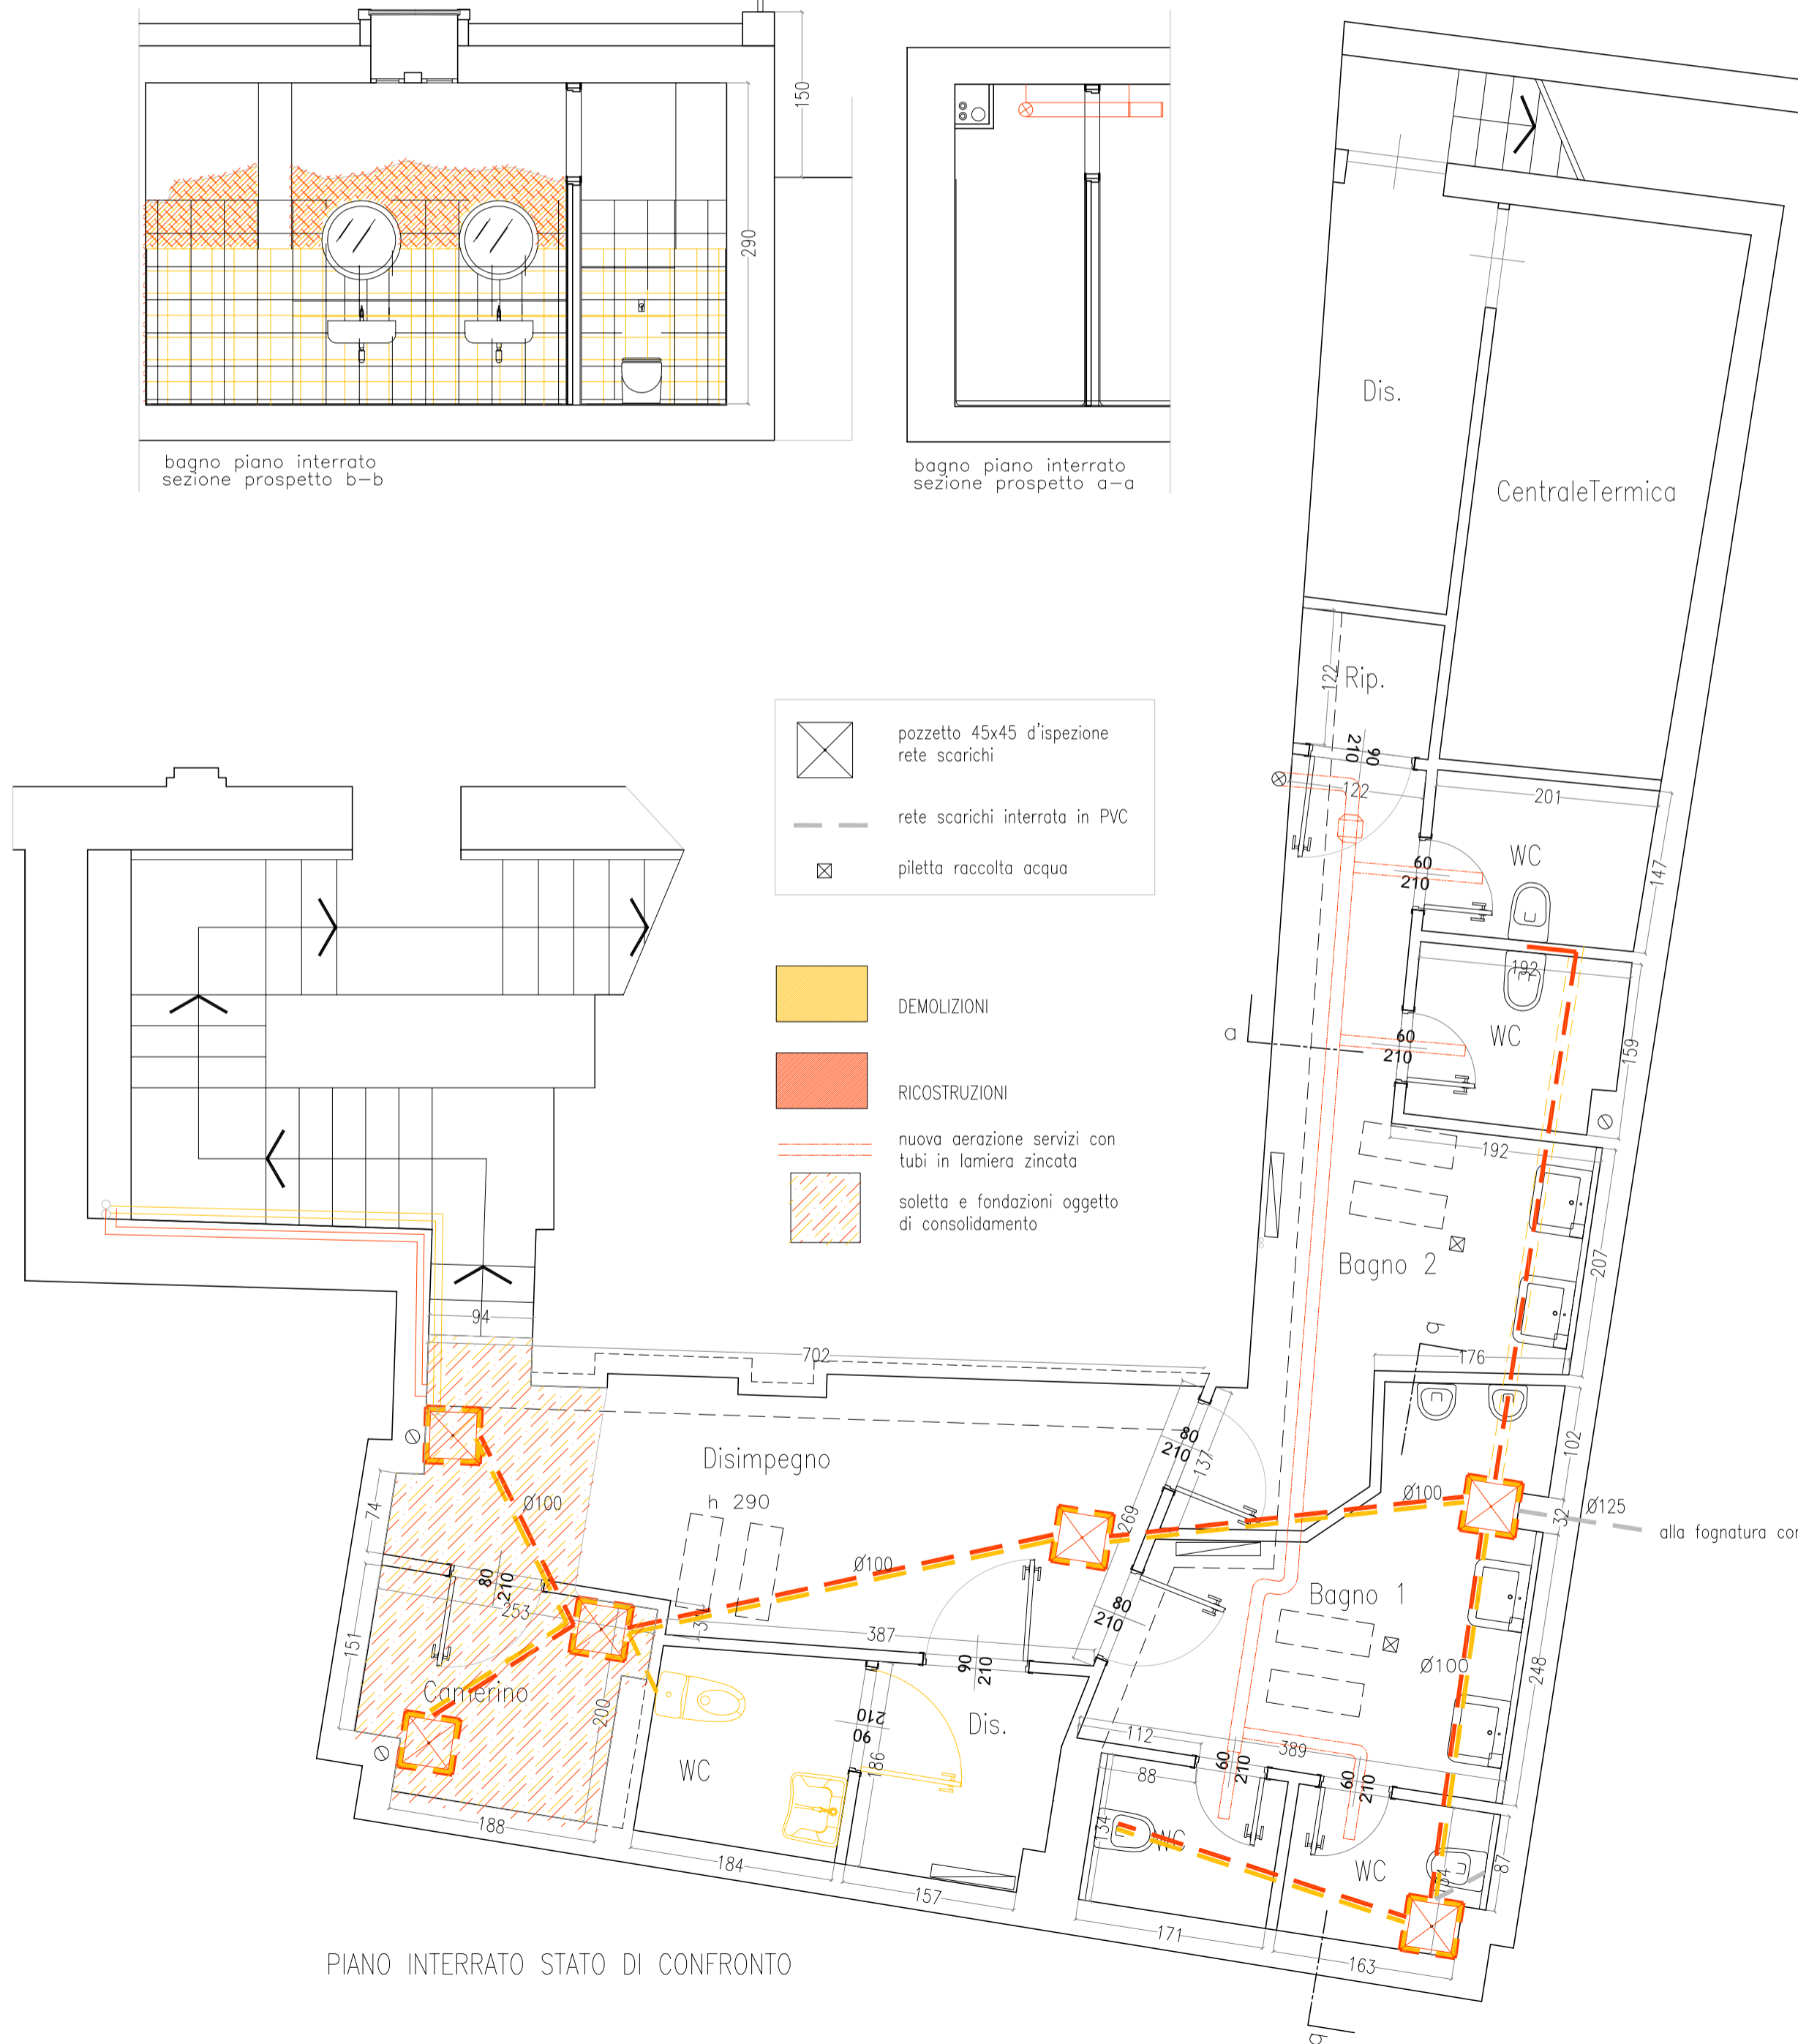 150
290
bagno piano interrato
sezione prospetto b-b
bagno piano interrato
sezione prospetto a-a
Dis.
CentraleTermica
122
Rip.
90
210
122
201
WC
147
60
210
192
WC
159
60
210
a
192
pozzetto 45x45 d'ispezione
rete scarichi
rete scarichi interrata in PVC
piletta raccolta acqua
DEMOLIZIONI
RICOSTRUZIONI
nuova aerazione servizi con
tubi in lamiera zincata
soletta e fondazioni oggetto
di consolidamento
Bagno 2
207
b
176
94
702
102
Disimpegno
h 290
80
210
137
269
Ø100
Ø100
Ø100
Ø125
32
alla fognatura
74
80
210
253
151
Camerino
200
188
387
90
210
WC
90
210
186
Dis.
184
157
80
210
Bagno 1
Ø100
248
112
389
88
60
210
60
210
134
WC
WC
87
171
163
b
PIANO INTERRATO STATO DI CONFRONTO